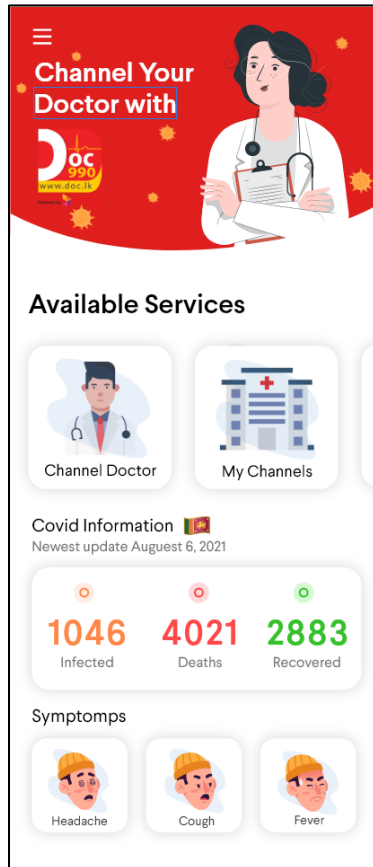 Channel Your
Doctor with
Doc
990
www.doc.lk
Available Services
Channel Doctor
My Channels
Covid Information
Newest update Auguest 6, 2021
1046
4021
2883
Infected
Deaths
Recovered
Symptomps
Headache
Cough
Fever